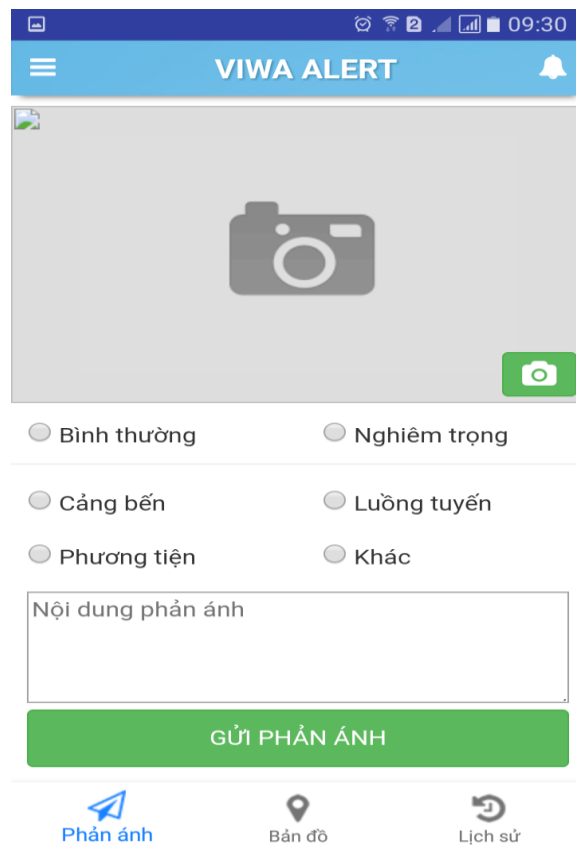 2 09:30
VIWA ALERT
Bình thường Nghiêm trọng
Cảng bến Luồng tuyến
Phương tiện Khác
Nội dung phản ánh
GỬI PHẢN ÁNH
Phản ánh Bản đồ Lịch sử